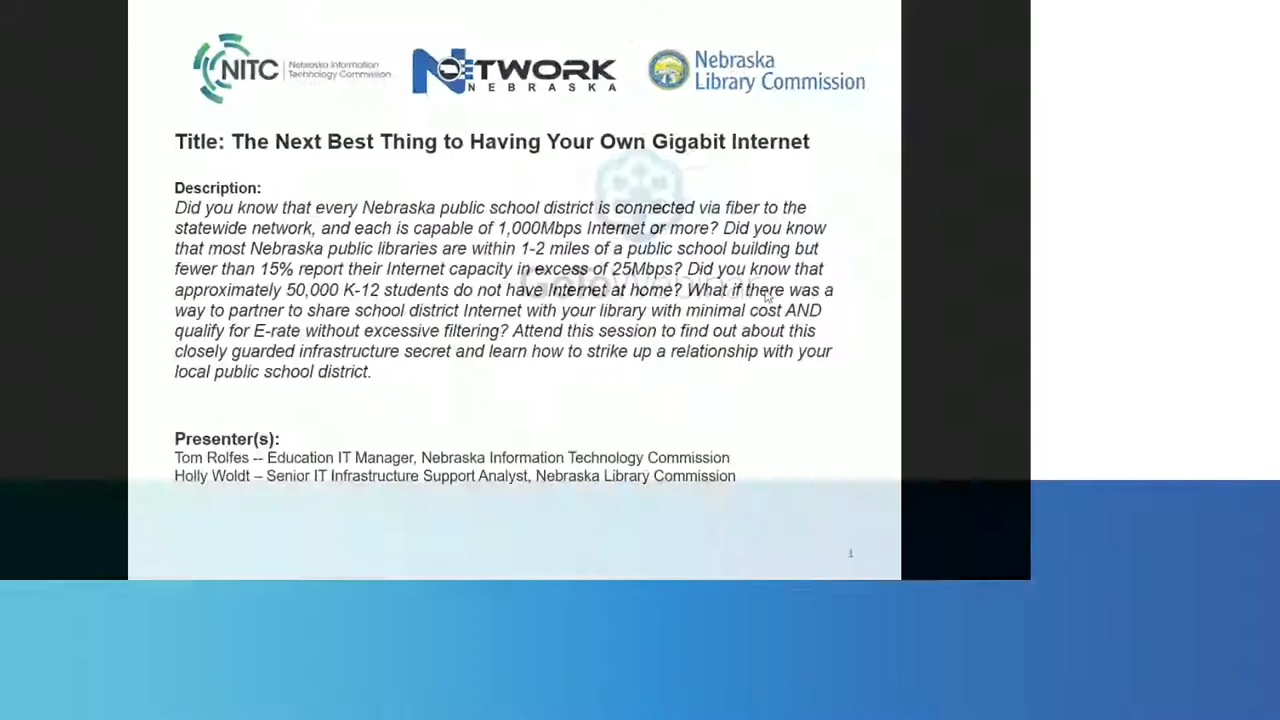 NITC Nebraska Information
Technology Commission
NETWORK
NEBRASKA
Nebraska
Library Commission
Title: The Next Best Thing to Having Your Own Gigabit Internet
Description:
Did you know that every Nebraska public school district is connected via fiber to the
statewide network, and each is capable of 1,000Mbps Internet or more? Did you know
that most Nebraska public libraries are within 1-2 miles of a public school building but
fewer than 15% report their Internet capacity in excess of 25Mbps? Did you know that
approximately 50,000 K-12 students do not have Internet at home? What if there was a
way to partner to share school district Internet with your library with minimal cost AND
qualify for E-rate without excessive filtering? Attend this session to find out about this
closely guarded infrastructure secret and learn how to strike up a relationship with your
local public school district.
GoToWebinar
Presenter(s):
Tom Rolfes -- Education IT Manager, Nebraska Information Technology Commission
Holly Woldt – Senior IT Infrastructure Support Analyst, Nebraska Library Commission
1